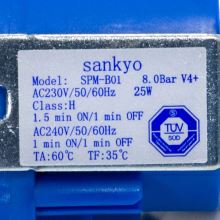 sankyo
Model: SPM-B01 8.0Bar V4+
AC230V/50/60Hz 25W
Class:H
1.5 min ON/1 min OFF
AC240V/50/60Hz
1 min ON/1 min OFF
TA:60℃ TF:35℃
TÜV